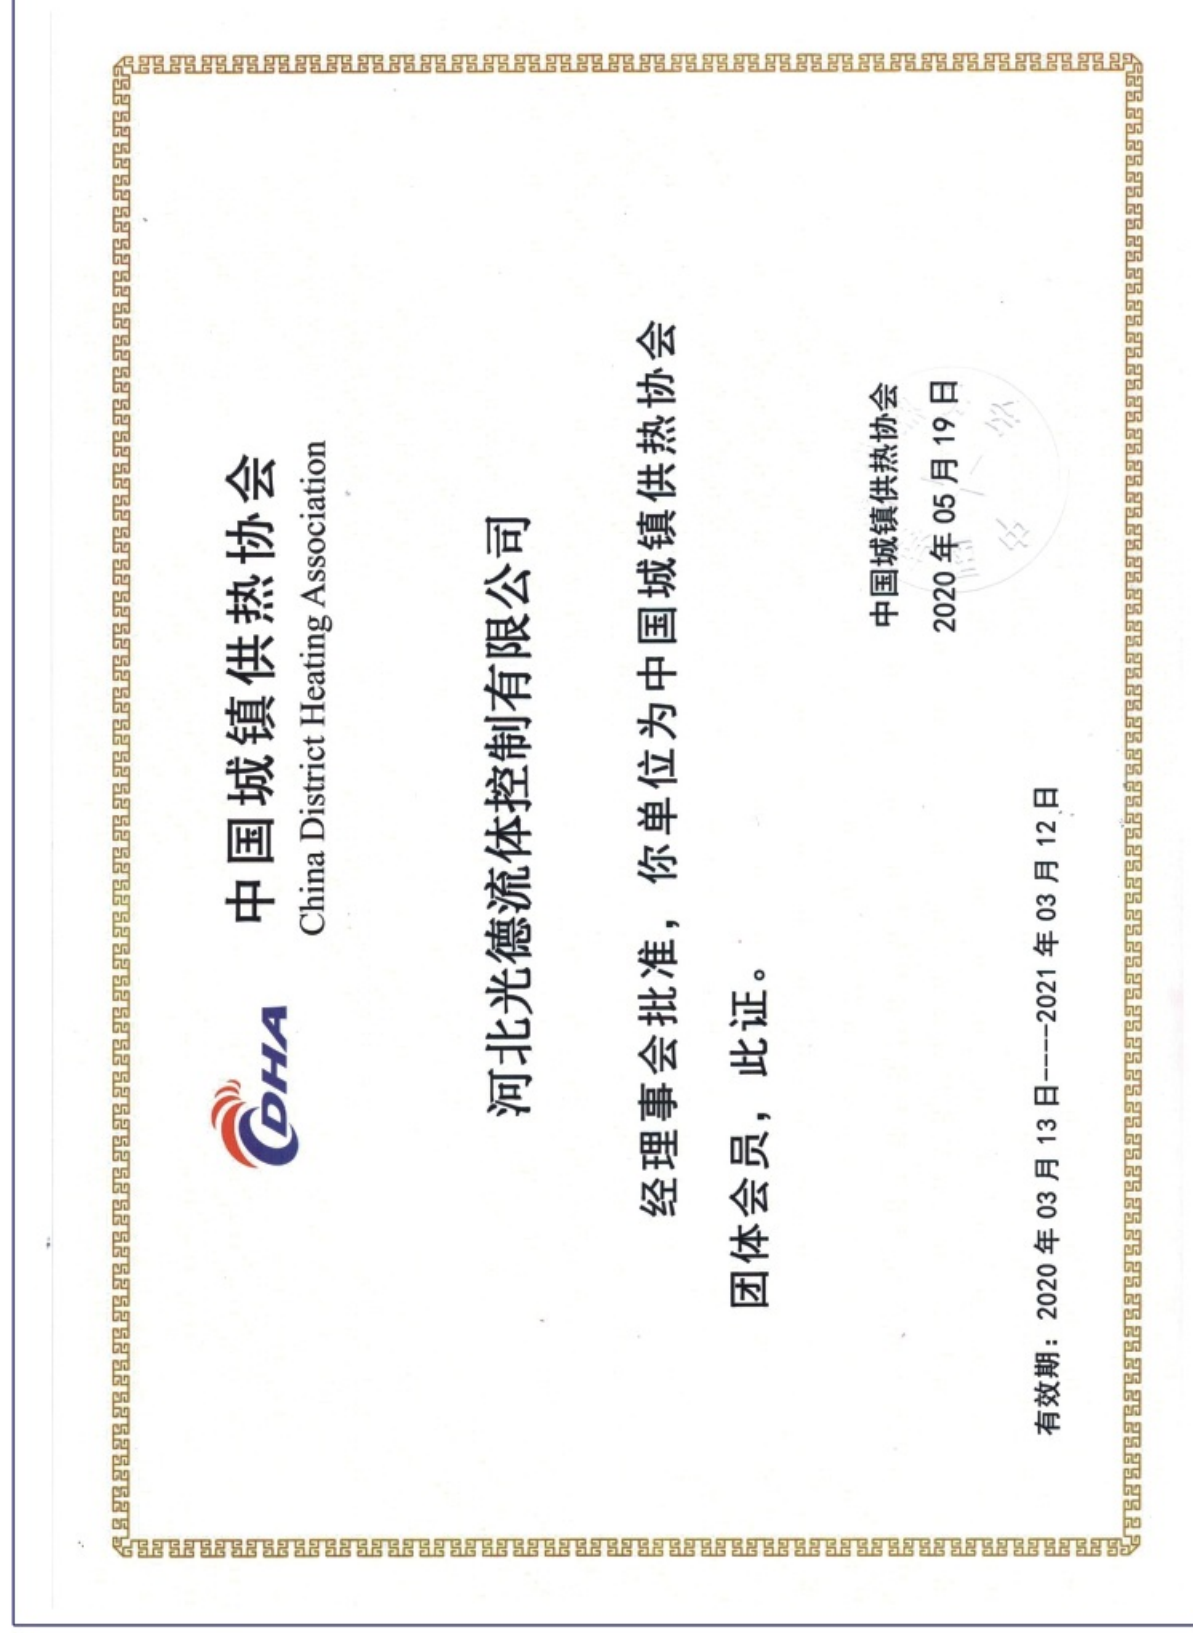 CDHA
中国城镇供热协会
China District Heating Association
河北光德流体控制有限公司
经理事会批准，你单位为中国城镇供热协会
团体会员，此证。
中国城镇供热协会
2020 年 05 月 19 日
有效期：2020 年 03 月 13 日----2021 年 03 月 12 日